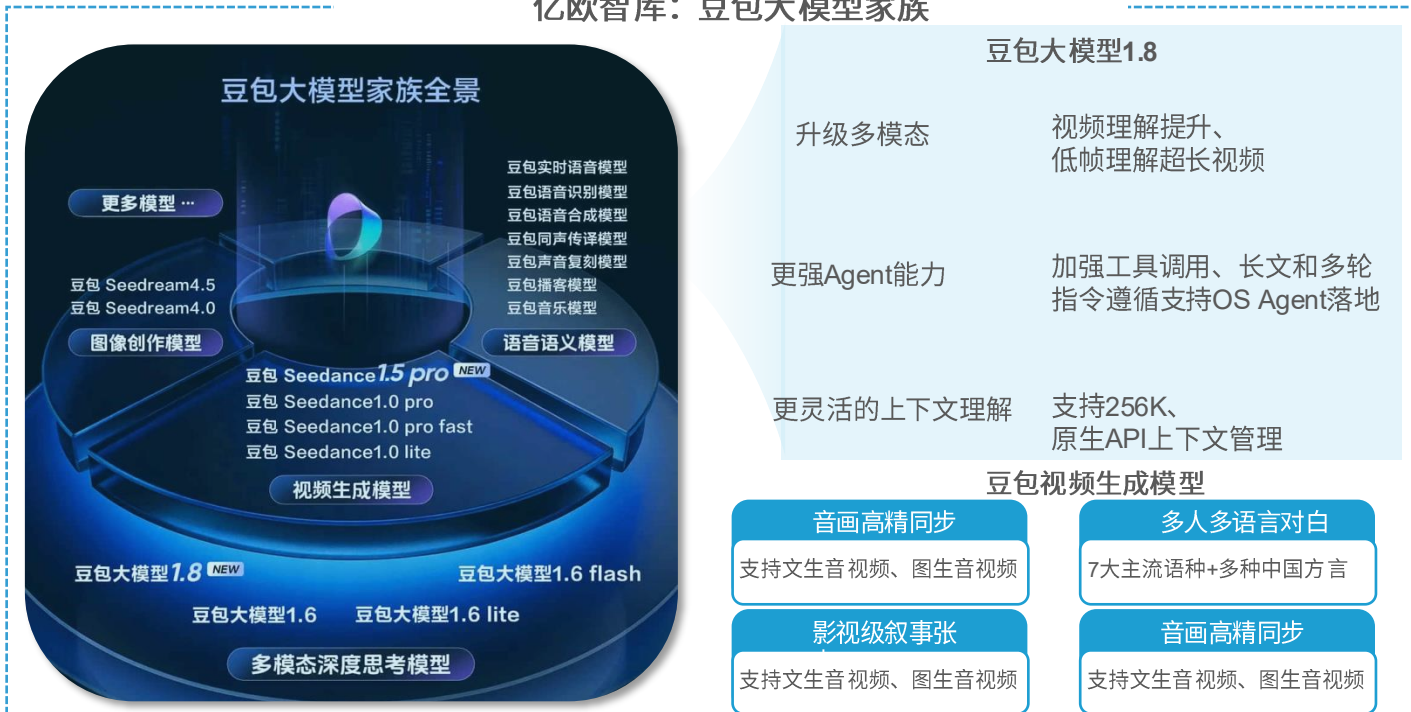 亿欧智库：豆包大模型家族
豆包大模型家族全景
更多模型 ···
豆包 Seedream4.5
豆包 Seedream4.0
图像创作模型
豆包实时语音模型
豆包语音识别模型
豆包语音合成模型
豆包同声传译模型
豆包声音复刻模型
豆包播客模型
豆包音乐模型
语音语义模型
豆包 Seedance1.5 pro NEW
豆包 Seedance1.0 pro
豆包 Seedance1.0 pro fast
豆包 Seedance1.0 lite
视频生成模型
豆包大模型1.8 NEW
豆包大模型1.6 flash
豆包大模型1.6
豆包大模型1.6 lite
多模态深度思考模型
豆包大模型1.8
升级多模态
视频理解提升、
低帧理解超长视频
更强Agent能力
加强工具调用、长文和多轮
指令遵循支持OS Agent落地
更灵活的上下文理解
支持256K、
原生API上下文管理
豆包视频生成模型
音画高精同步
支持文生音视频、图生音视频
多人多语言对白
7大主流语种+多种中国方言
影视级叙事张
支持文生音视频、图生音视频
音画高精同步
支持文生音视频、图生音视频